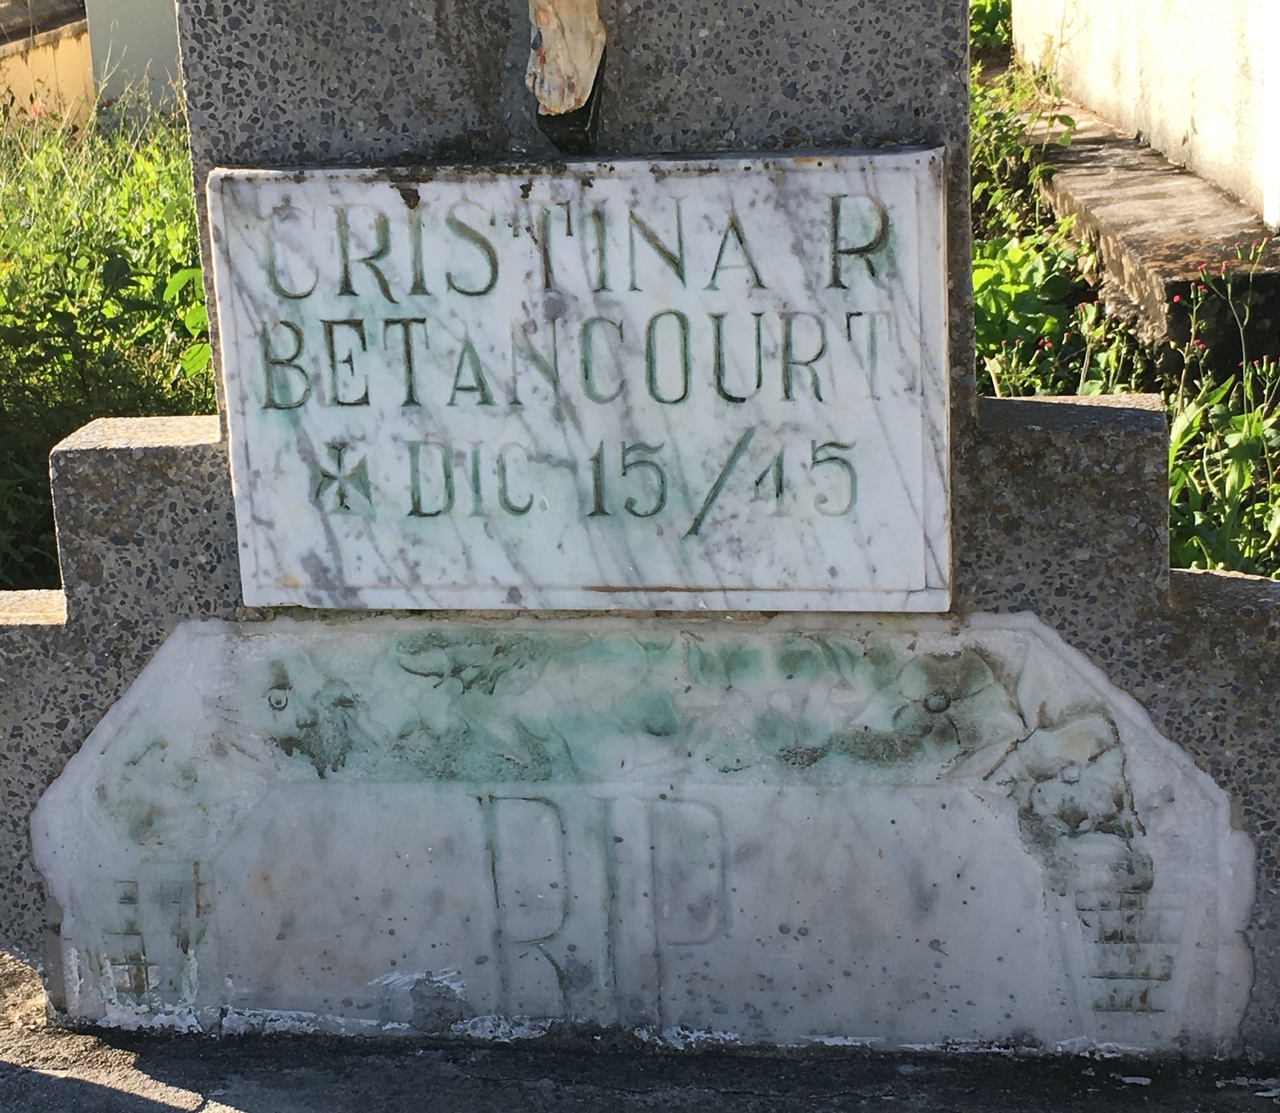 CRISTINA R
BETANCOURT
✠ DIC 15/45
RIP